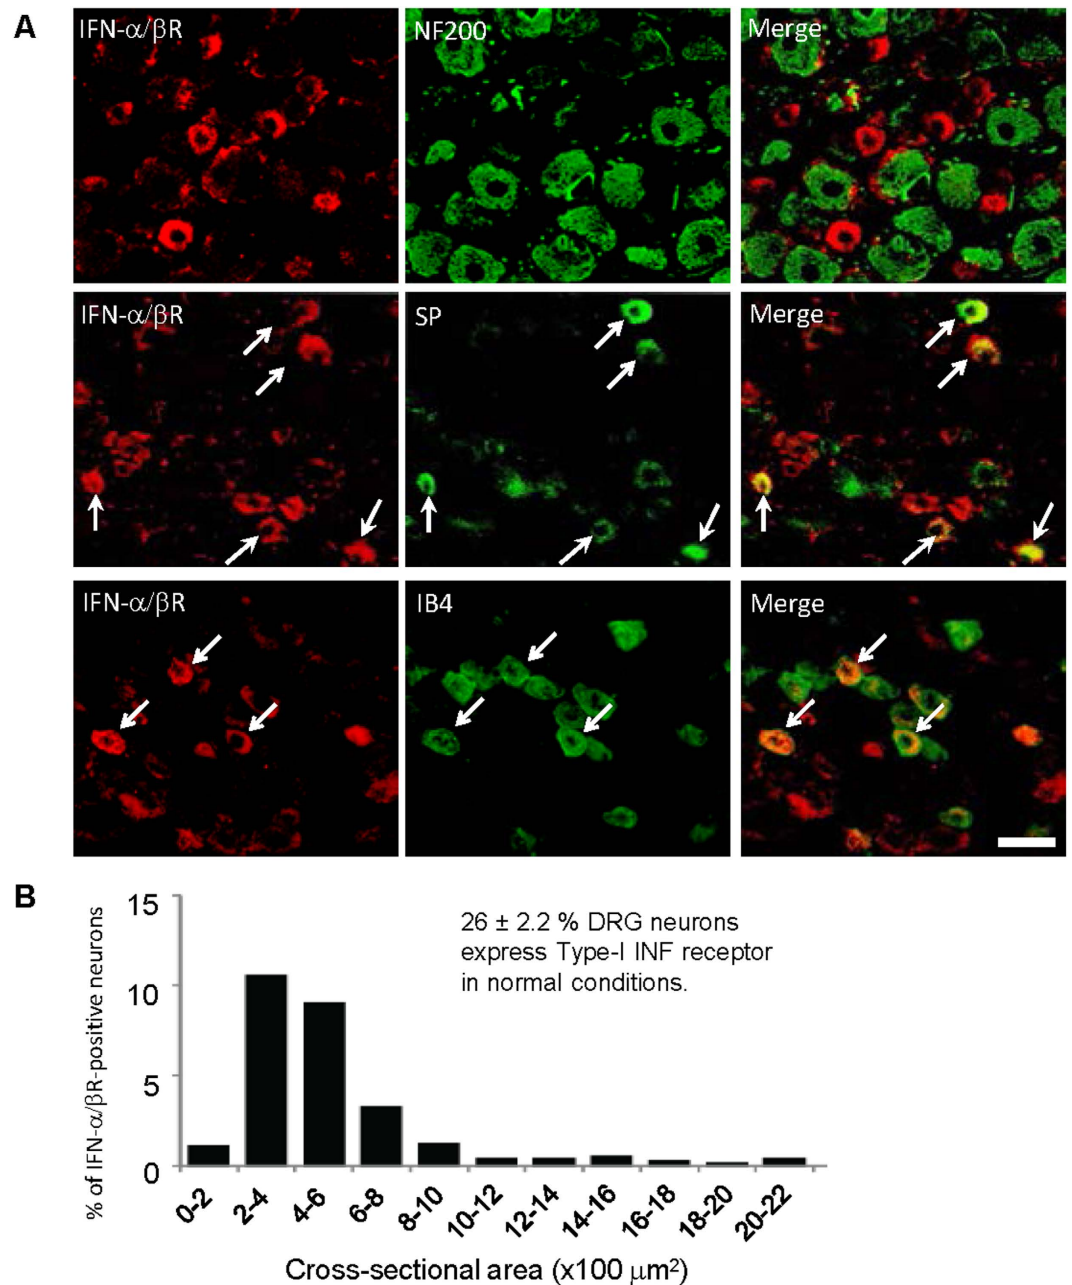 A
IFN-α/βR
NF200
Merge
IFN-α/βR
SP
Merge
IFN-α/βR
IB4
Merge
B
% of IFN-α/βR-positive neurons
15
10
5
0
26 ± 2.2 % DRG neurons
express Type-I INF receptor
in normal conditions.
0-2
2-4
4-6
6-8
8-10
10-12
12-14
14-16
16-18
18-20
20-22
Cross-sectional area (x100 µm²)